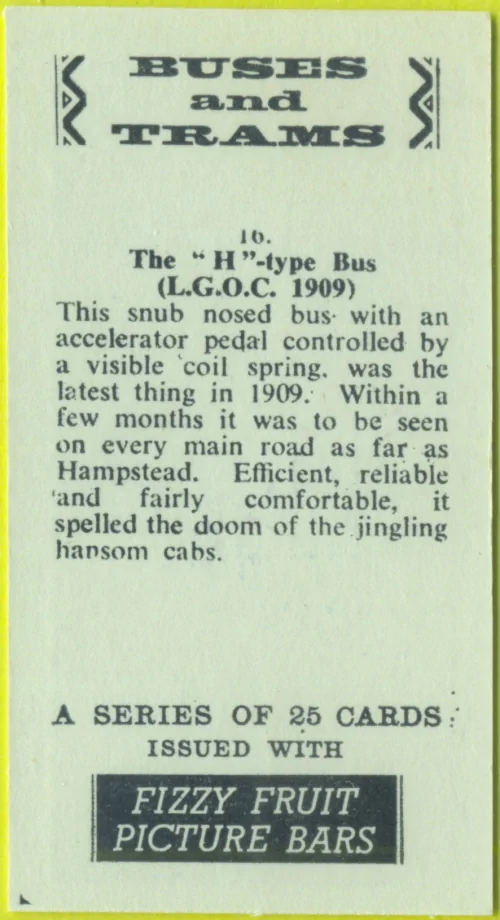 BUSES
and
TRAMS
16.
The "H"-type Bus
(L.G.O.C. 1909)
This snub nosed bus with an
accelerator pedal controlled by
a visible coil spring. was the
latest thing in 1909. Within a
few months it was to be seen
on every main road as far as
Hampstead. Efficient, reliable
and fairly comfortable, it
spelled the doom of the jingling
hansom cabs.
A SERIES OF 25 CARDS
ISSUED WITH
FIZZY FRUIT
PICTURE BARS